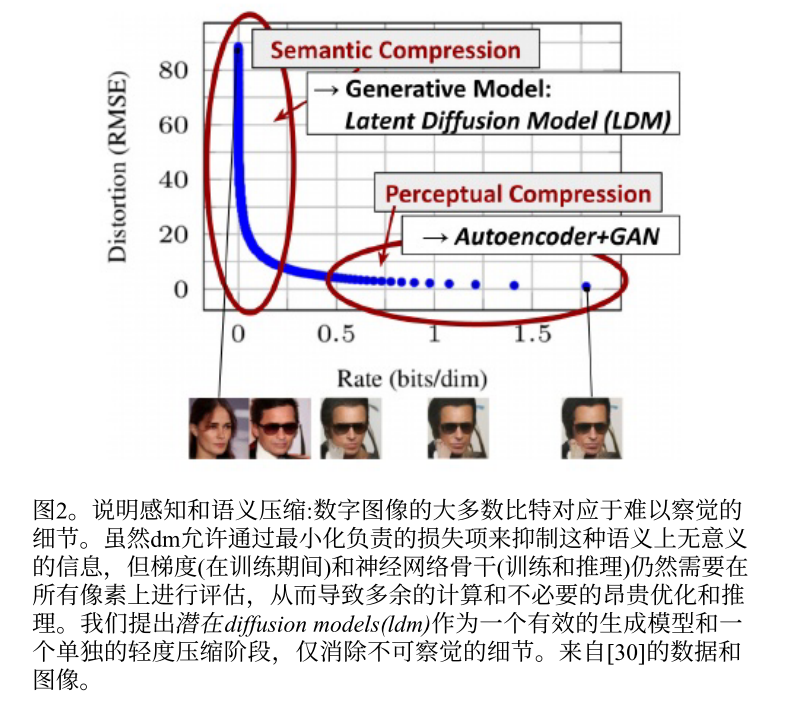 Semantic Compression
→ Generative Model:
Latent Diffusion Model (LDM)
Perceptual Compression
→ Autoencoder+GAN
Distortion (RMSE)
80
60
40
20
0
0 0.5 1 1.5
Rate (bits/dim)
图2。说明感知和语义压缩:数字图像的大多数比特对应于难以察觉的
细节。虽然dm允许通过最小化负责的损失项来抑制这种语义上无意义
的信息，但梯度(在训练期间)和神经网络骨干(训练和推理)仍然需要在
所有像素上进行评估，从而导致多余的计算和不必要的昂贵优化和推
理。我们提出潜在diffusion models(ldm)作为一个有效的生成模型和一
个单独的轻度压缩阶段，仅消除不可察觉的细节。来自[30]的数据和
图像。